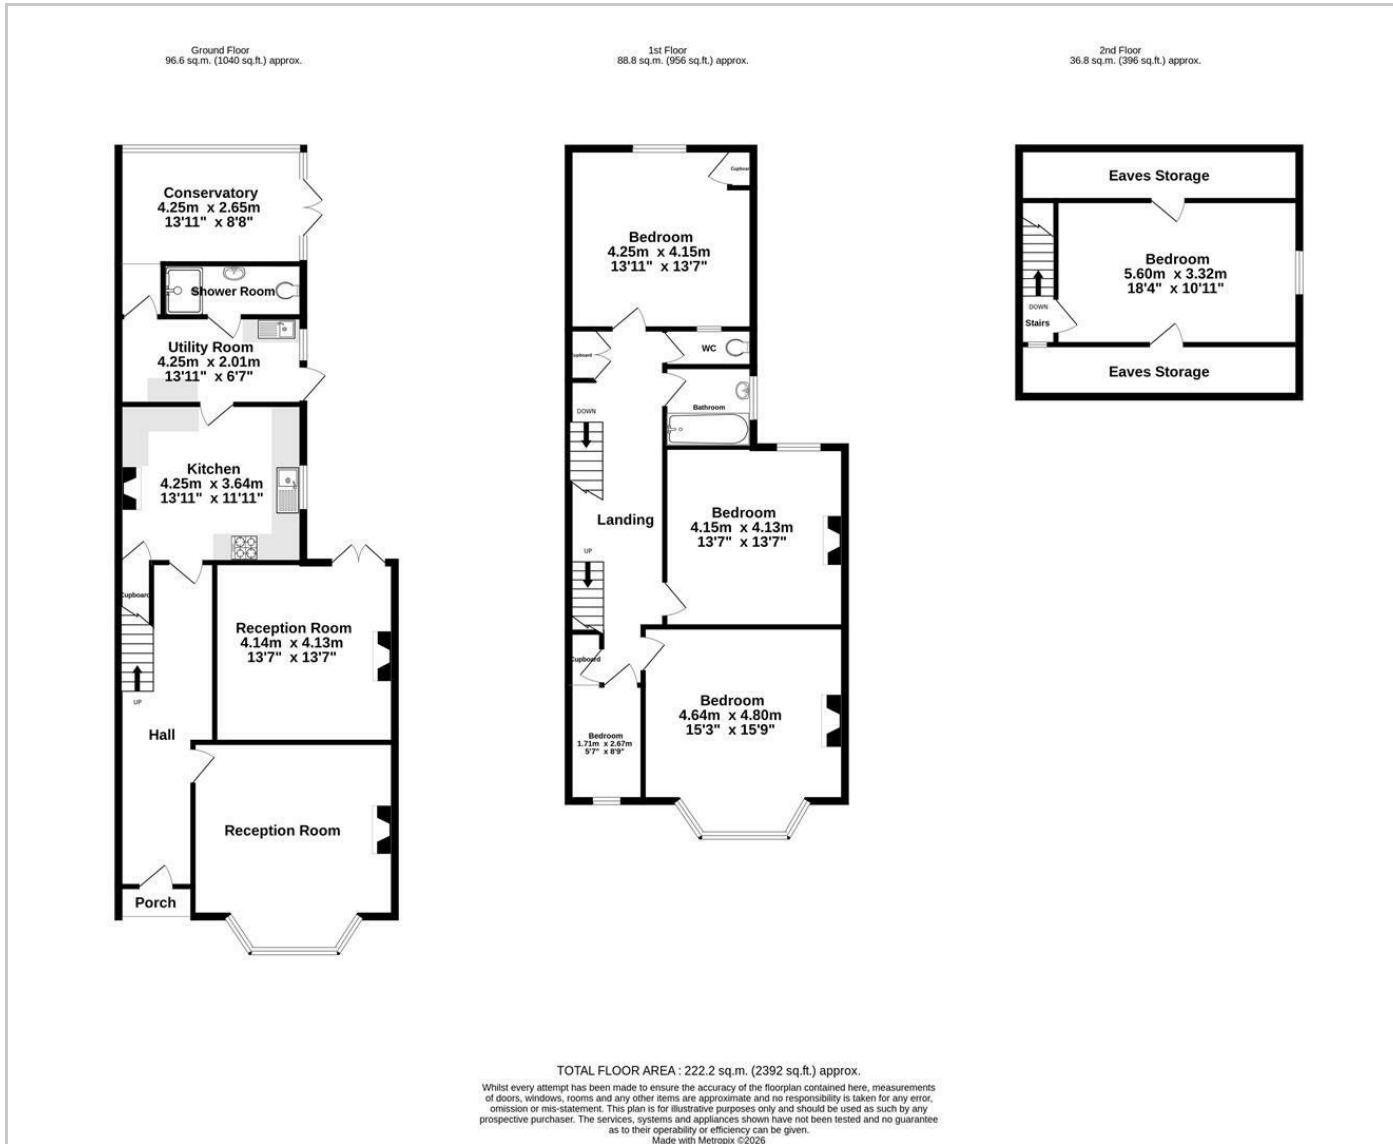 Ground Floor
96.6 sq.m. (1040 sq.ft.) approx.
Conservatory
4.25m x 2.65m
13'11" x 8'8"
Shower Room
Utility Room
4.25m x 2.01m
13'11" x 6'7"
Kitchen
4.25m x 3.64m
13'11" x 11'11"
Cupboard
Reception Room
4.14m x 4.13m
13'7" x 13'7"
UP
Hall
Reception Room
Porch
1st Floor
88.8 sq.m. (956 sq.ft.) approx.
Cupboard
Bedroom
4.25m x 4.15m
13'11" x 13'7"
Cupboard
WC
Bathroom
DOWN
Landing
Bedroom
4.15m x 4.13m
13'7" x 13'7"
UP
Cupboard
Bedroom
4.64m x 4.80m
15'3" x 15'9"
Bedroom
1.71m x 2.67m
5'7" x 8'9"
2nd Floor
36.8 sq.m. (396 sq.ft.) approx.
Eaves Storage
Bedroom
5.60m x 3.32m
18'4" x 10'11"
DOWN
Stairs
Eaves Storage
TOTAL FLOOR AREA : 222.2 sq.m. (2392 sq.ft.) approx.
Whilst every attempt has been made to ensure the accuracy of the floorplan contained here, measurements
of doors, windows, rooms and any other items are approximate and no responsibility is taken for any error,
omission or mis-statement. This plan is for illustrative purposes only and should be used as such by any
prospective purchaser. The services, systems and appliances shown have not been tested and no guarantee
as to their operability or efficiency can be given.
Made with Metropix ©2026